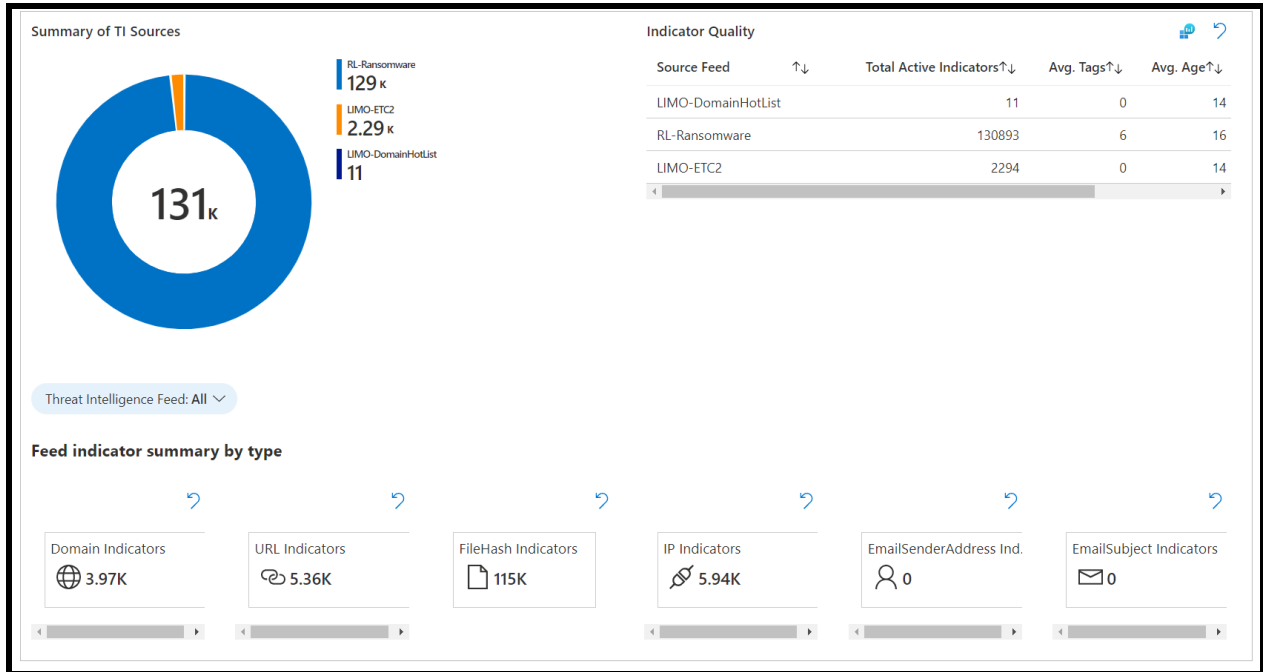 Summary of TI Sources
131K
RL-Ransomware
129 K
LIMO-ETC2
2.29 K
LIMO-DomainHotList
11
Indicator Quality
Source Feed ↑↓ Total Active Indicators↑↓ Avg. Tags↑↓ Avg. Age↑↓
LIMO-DomainHotList 11 0 14
RL-Ransomware 130893 6 16
LIMO-ETC2 2294 0 14
Threat Intelligence Feed: All
Feed indicator summary by type
Domain Indicators
3.97K
URL Indicators
5.36K
FileHash Indicators
115K
IP Indicators
5.94K
EmailSenderAddress Ind.
0
EmailSubject Indicators
0